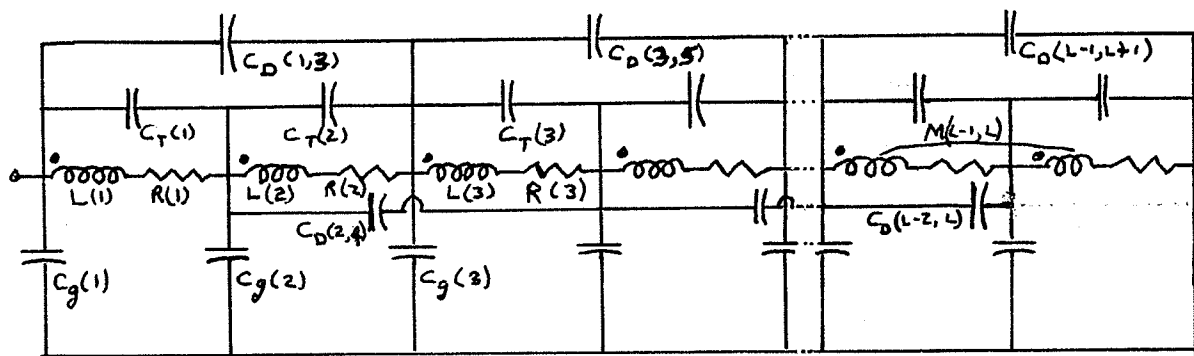 C_D(1,3)
C_D(3,5)
C_D(L-1,L+1)
C_T(1)
C_T(2)
C_T(3)
M(L-1,L)
L(1)
R(1)
L(2)
R(2)
L(3)
R(3)
C_D(2,4)
C_D(L-2,L)
C_g(1)
C_g(2)
C_g(3)